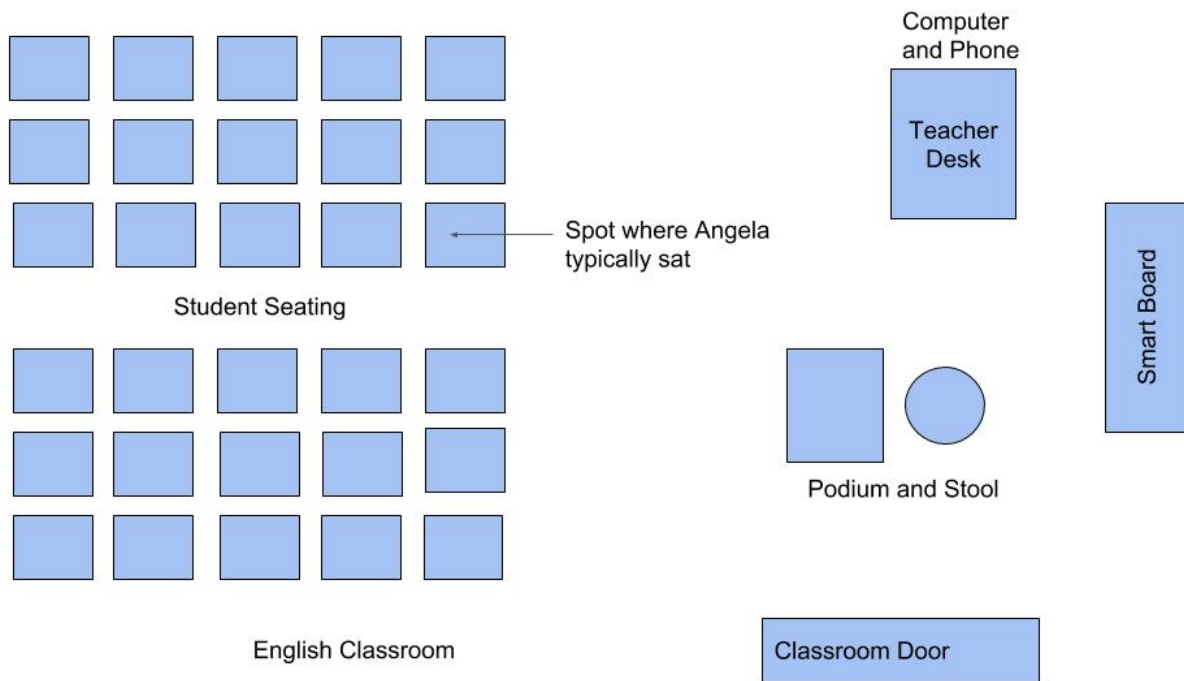 Computer
and Phone
Teacher
Desk
Spot where Angela
typically sat
Smart Board
Student Seating
Podium and Stool
English Classroom
Classroom Door